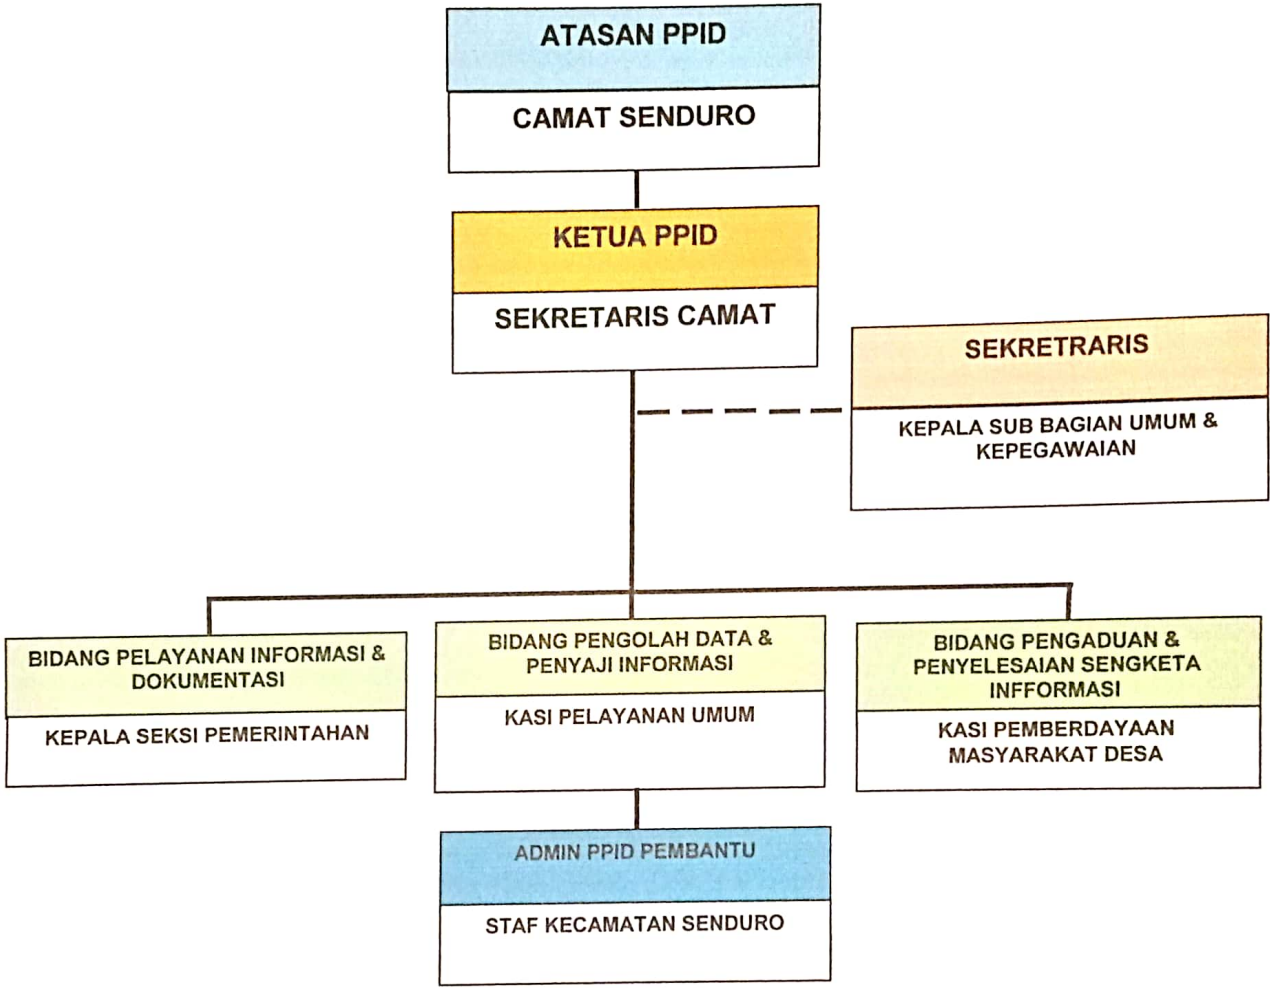 ATASAN PPID
CAMAT SENDURO
KETUA PPID
SEKRETARIS CAMAT
SEKRETRARIS
KEPALA SUB BAGIAN UMUM &
KEPEGAWAIAN
BIDANG PELAYANAN INFORMASI &
DOKUMENTASI
KEPALA SEKSI PEMERINTAHAN
BIDANG PENGOLAH DATA &
PENYAJI INFORMASI
KASI PELAYANAN UMUM
BIDANG PENGADUAN &
PENYELESAIAN SENGKETA
INFFORMASI
KASI PEMBERDAYAAN
MASYARAKAT DESA
ADMIN PPID PEMBANTU
STAF KECAMATAN SENDURO